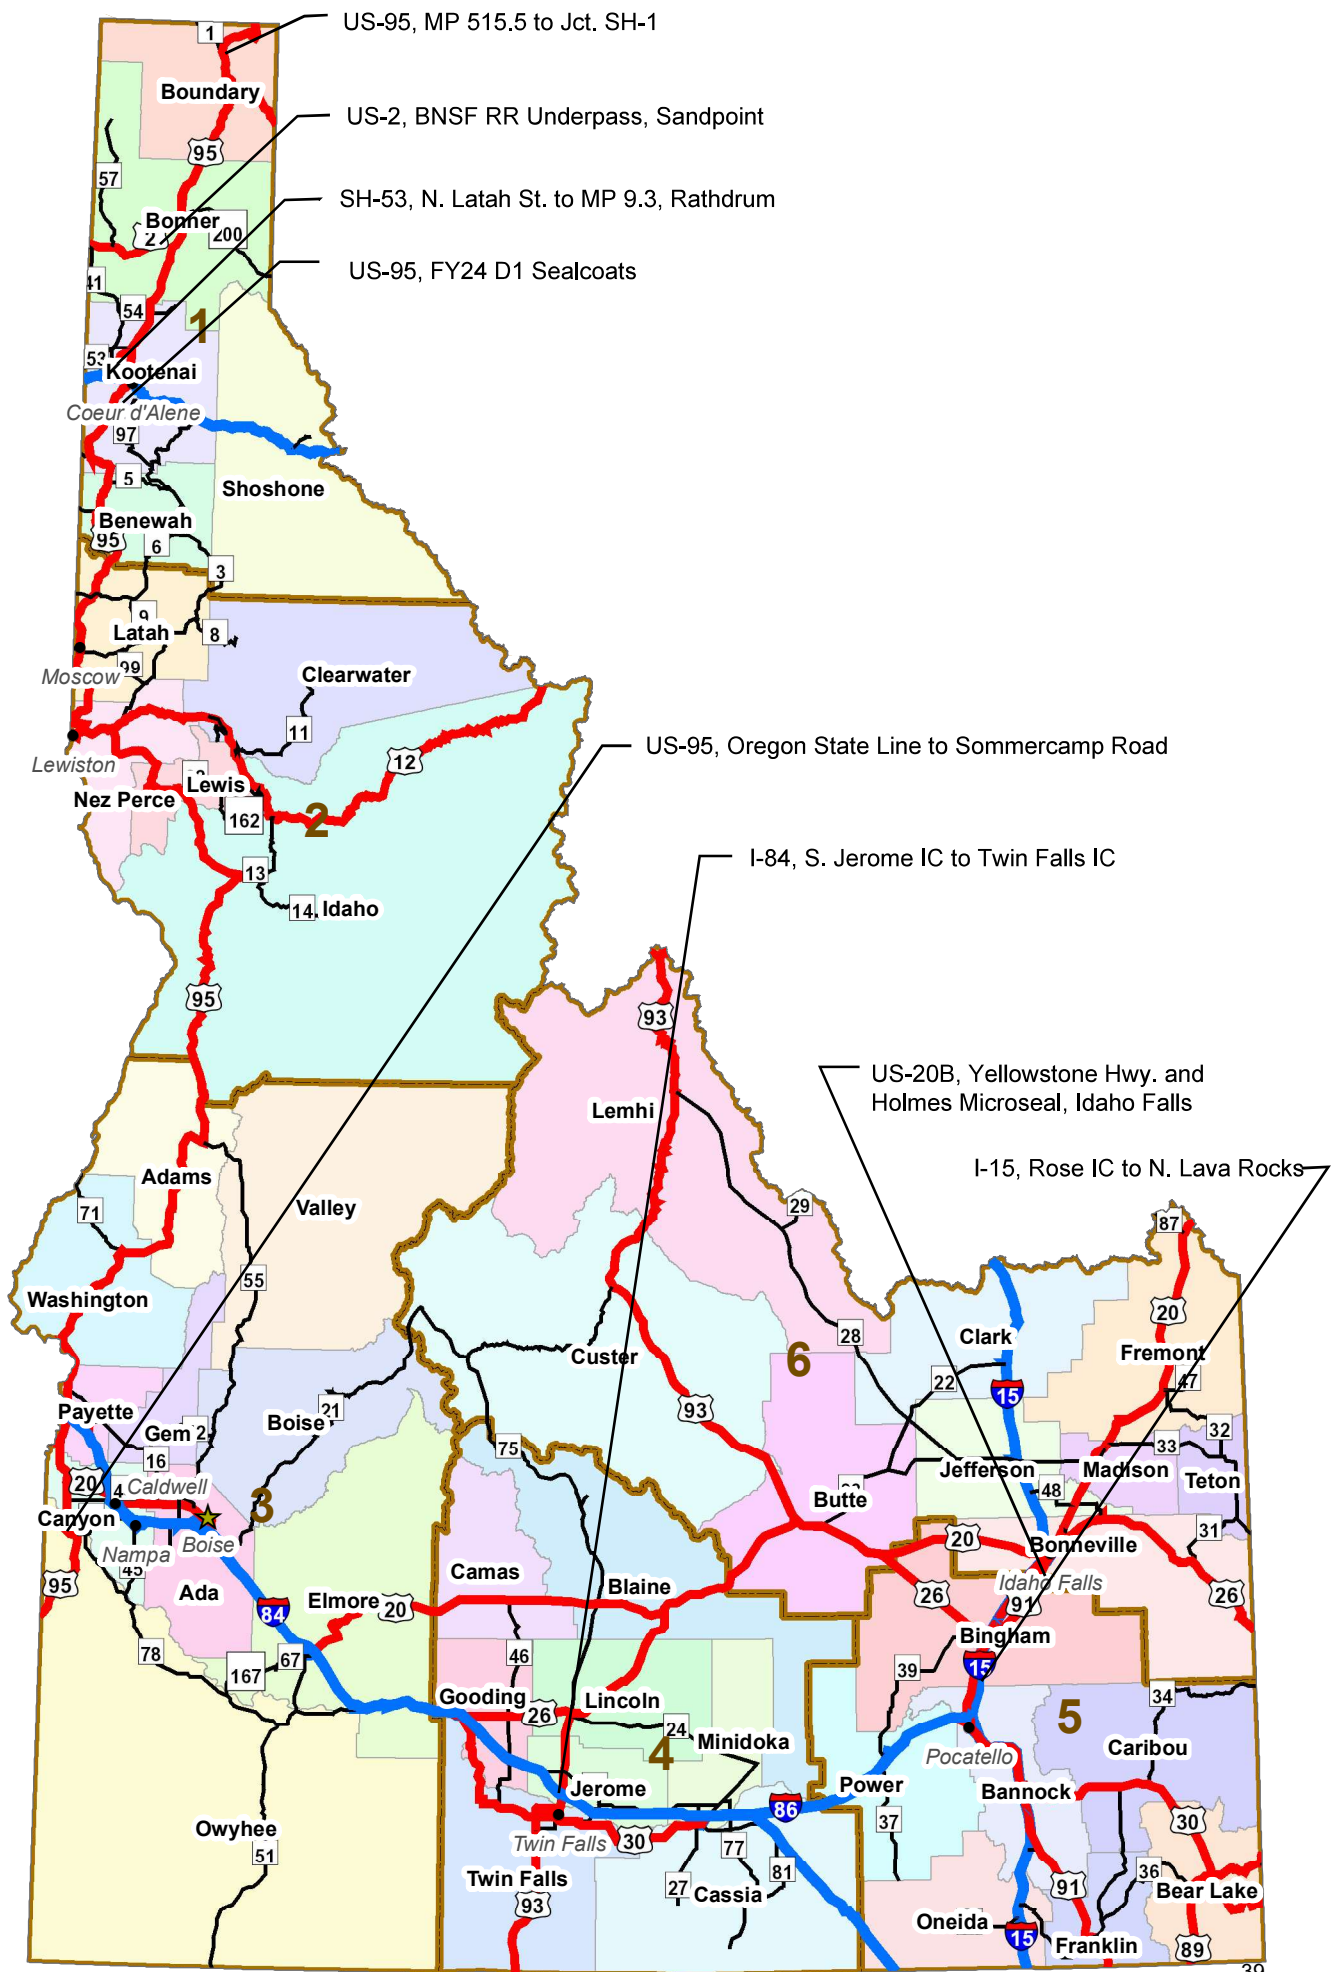 US-95, MP 515.5 to Jct. SH-1
1
Boundary
US-2, BNSF RR Underpass, Sandpoint
95
57
SH-53, N. Latah St. to MP 9.3, Rathdrum
Bonner
2
200
US-95, FY24 D1 Sealcoats
41
54
1
53
Kootenai
Coeur d'Alene
97
5
Shoshone
Benewah
95
6
3
9
Latah
8
Moscow
99
Clearwater
11
US-95, Oregon State Line to Sommercamp Road
Lewiston
12
Lewis
Nez Perce
162
2
I-84, S. Jerome IC to Twin Falls IC
13
14
Idaho
95
93
US-20B, Yellowstone Hwy. and
Holmes Microseal, Idaho Falls
Lemhi
I-15, Rose IC to N. Lava Rocks
Adams
Valley
29
71
87
55
Washington
20
28
Clark
Custer
6
Fremont
22
47
15
93
21
Payette
Boise
Gem
32
75
16
33
20
Caldwell
Jefferson
Madison
Teton
48
4
3
Butte
Canyon
31
Nampa
Boise
20
Bonneville
45
95
Ada
Camas
Blaine
Idaho Falls
26
26
91
84
Elmore
20
Bingham
78
167
67
46
39
15
Gooding
Lincoln
34
26
24
5
4
Minidoka
Pocatello
Caribou
Jerome
Power
Bannock
86
Owyhee
37
30
Twin Falls
30
51
77
81
36
Twin Falls
27
Cassia
91
Bear Lake
93
Oneida
15
Franklin
89
39